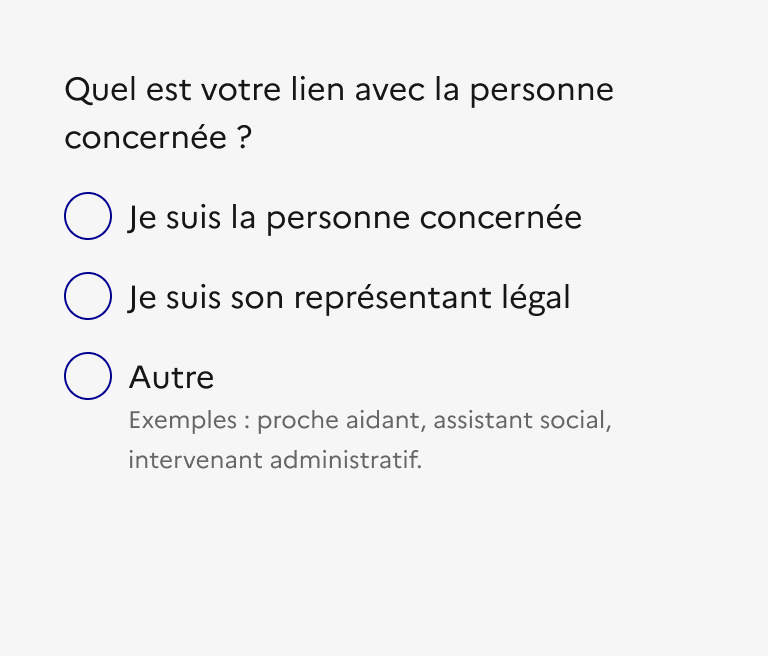 Quel est votre lien avec la personne
concernée ?
Je suis la personne concernée
Je suis son représentant légal
Autre
Exemples : proche aidant, assistant social,
intervenant administratif.